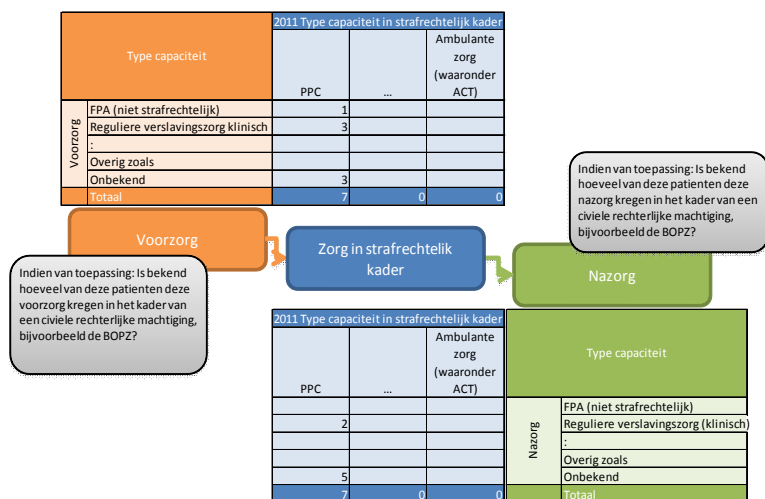 2011 Type capaciteit in strafrechtelijk kader
Type capaciteit
PPC
...
Ambulante
zorg
(waaronder
ACT)
Voorzorg
FPA (niet strafrechtelijk) 1
Reguliere verslavingszorg klinisch 3
:
Overig zoals
Onbekend 3
Totaal 7 0 0
Indien van toepassing: Is bekend
hoeveel van deze patienten deze
nazorg kregen in het kader van een
civiele rechterlijke machtiging,
bijvoorbeeld de BOPZ?
Voorzorg
Zorg in strafrechtelik
kader
Nazorg
Indien van toepassing: Is bekend
hoeveel van deze patienten deze
voorzorg kregen in het kader van
een civiele rechterlijke machtiging,
bijvoorbeeld de BOPZ?
2011 Type capaciteit in strafrechtelijk kader
PPC
...
Ambulante
zorg
(waaronder
ACT)
Type capaciteit
Nazorg
FPA (niet strafrechtelijk)
2 Reguliere verslavingszorg (klinisch)
:
Overig zoals
5 Onbekend
7 0 0 Totaal